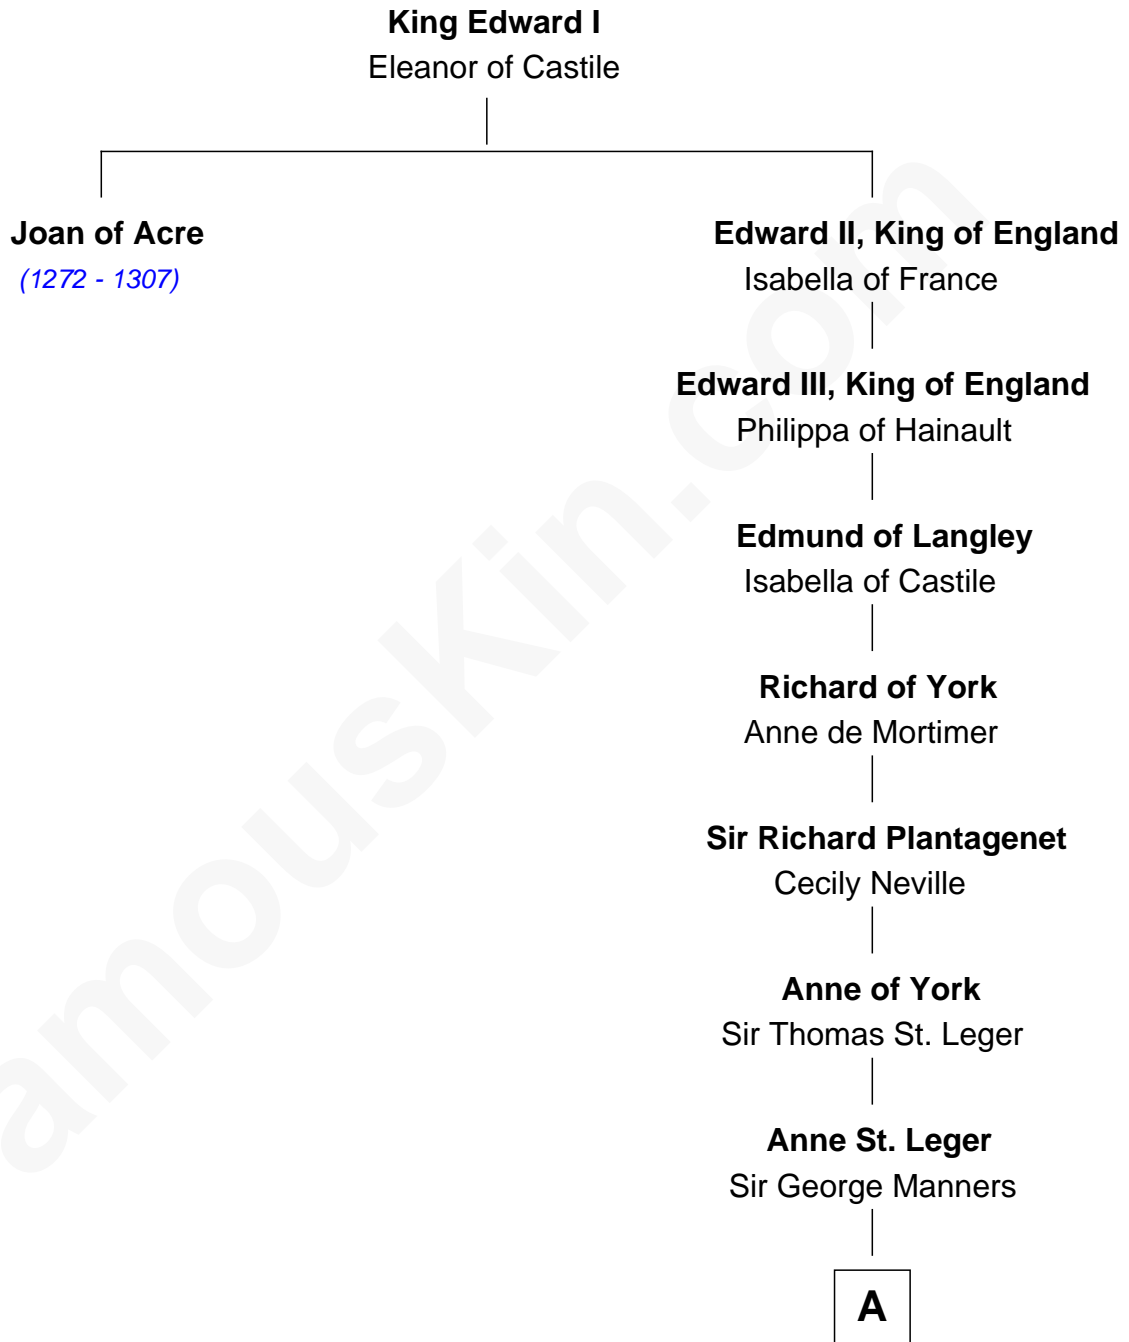 King Edward I
Eleanor of Castile
Joan of Acre
(1272 - 1307)
Edward II, King of England
Isabella of France
Edward III, King of England
Philippa of Hainault
Edmund of Langley
Isabella of Castile
Richard of York
Anne de Mortimer
Sir Richard Plantagenet
Cecily Neville
Anne of York
Sir Thomas St. Leger
Anne St. Leger
Sir George Manners
A
amousKin.com